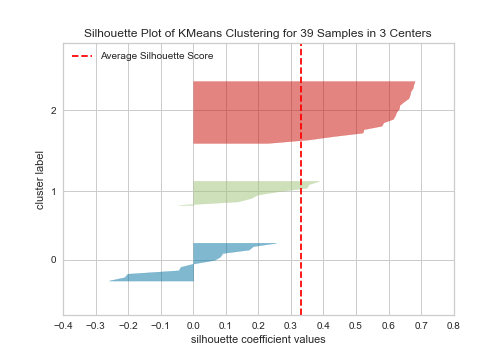 Silhouette Plot of KMeans Clustering for 39 Samples in 3 Centers
Average Silhouette Score
2
1
0
cluster label
−0.4 −0.3 −0.2 −0.1 0.0 0.1 0.2 0.3 0.4 0.5 0.6 0.7 0.8
silhouette coefficient values